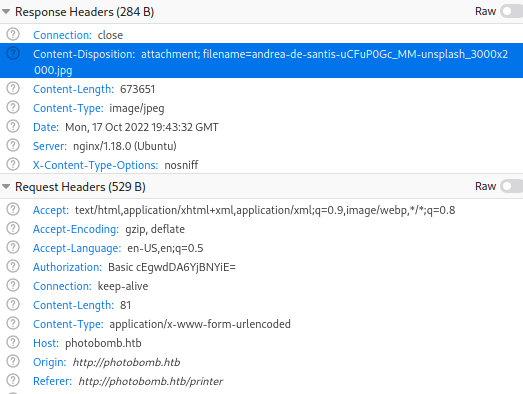 Response Headers (284 B)
Raw
Connection: close
Content-Disposition: attachment; filename=andrea-de-santis-uCFuP0Gc_MM-unsplash_3000x2
000.jpg
Content-Length: 673651
Content-Type: image/jpeg
Date: Mon, 17 Oct 2022 19:43:32 GMT
Server: nginx/1.18.0 (Ubuntu)
X-Content-Type-Options: nosniff
Request Headers (529 B)
Raw
Accept: text/html,application/xhtml+xml,application/xml;q=0.9,image/webp,*/*;q=0.8
Accept-Encoding: gzip, deflate
Accept-Language: en-US,en;q=0.5
Authorization: Basic cEgwdDA6YjBNYiE=
Connection: keep-alive
Content-Length: 81
Content-Type: application/x-www-form-urlencoded
Host: photobomb.htb
Origin: http://photobomb.htb
Referer: http://photobomb.htb/printer